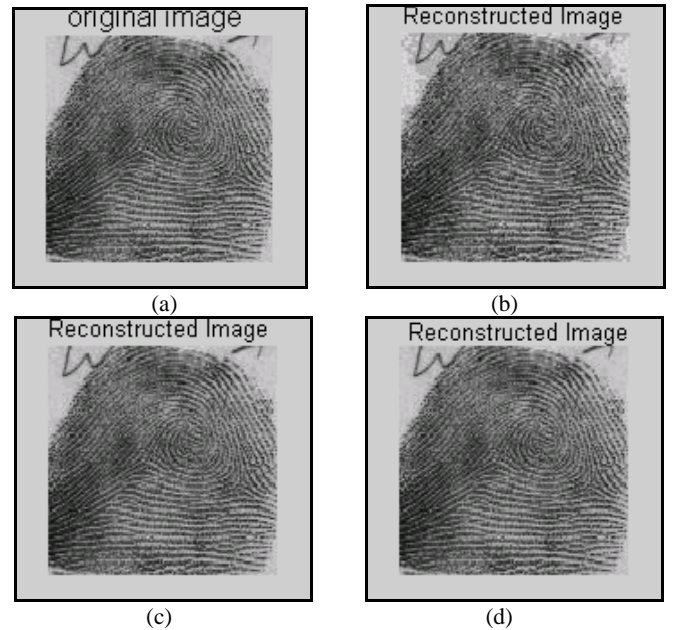 original Image
Reconstructed Image
(a)
(b)
Reconstructed Image
Reconstructed Image
(c)
(d)